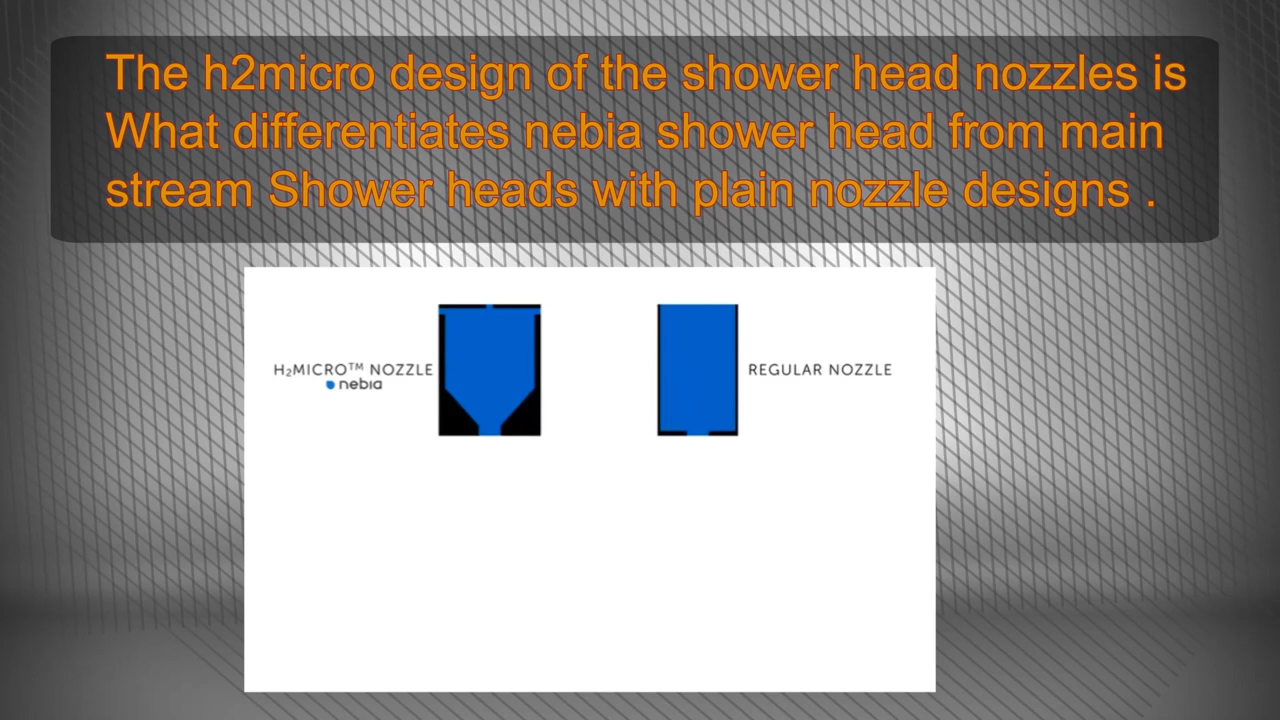 The h2micro design of the shower head nozzles is
What differentiates nebia shower head from main
stream Shower heads with plain nozzle designs .
H₂MICRO™ NOZZLE
nebia
REGULAR NOZZLE